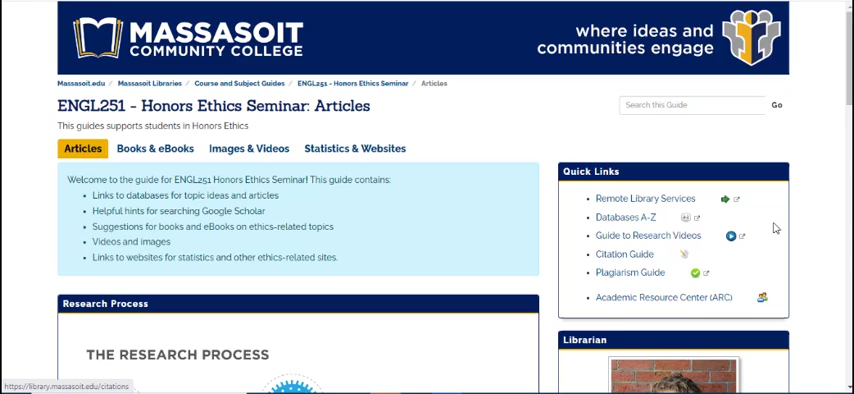 MASSASOIT
COMMUNITY COLLEGE
where ideas and
communities engage
Massasoit.edu / Massasoit Libraries / Course and Subject Guides / ENGL251 - Honors Ethics Seminar / Articles
ENGL251 - Honors Ethics Seminar: Articles
Search this Guide Go
This guides supports students in Honors Ethics
Articles Books & eBooks Images & Videos Statistics & Websites
Welcome to the guide for ENGL251 Honors Ethics Seminar! This guide contains:
• Links to databases for topic ideas and articles
• Helpful hints for searching Google Scholar
• Suggestions for books and eBooks on ethics-related topics
• Videos and images
• Links to websites for statistics and other ethics-related sites.
Quick Links
• Remote Library Services
• Databases A-Z
• Guide to Research Videos
• Citation Guide
• Plagiarism Guide
• Academic Resource Center (ARC)
Research Process
THE RESEARCH PROCESS
Librarian
https://library.massasoit.edu/citations